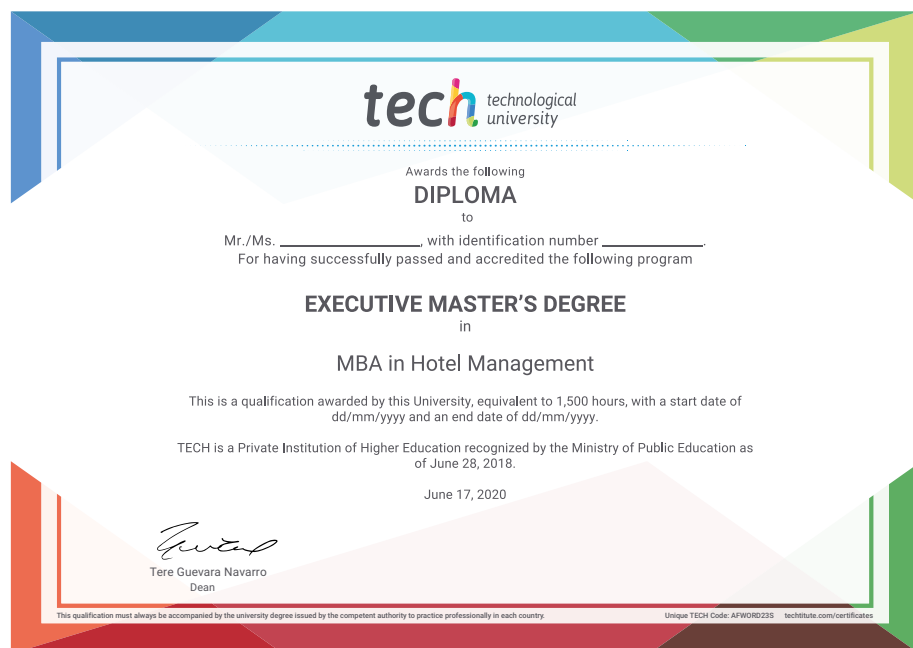 tech technological
university
Awards the following
DIPLOMA
to
Mr./Ms. ____________, with identification number ____________.
For having successfully passed and accredited the following program
EXECUTIVE MASTER'S DEGREE
in
MBA in Hotel Management
This is a qualification awarded by this University, equivalent to 1,500 hours, with a start date of
dd/mm/yyyy and an end date of dd/mm/yyyy.
TECH is a Private Institution of Higher Education recognized by the Ministry of Public Education as
of June 28, 2018.
June 17, 2020
Tere Guevara Navarro
Dean
This qualification must always be accompanied by the university degree issued by the competent authority to practice professionally in each country. Unique TECH Code: AFWORD23S techtitute.com/certificates